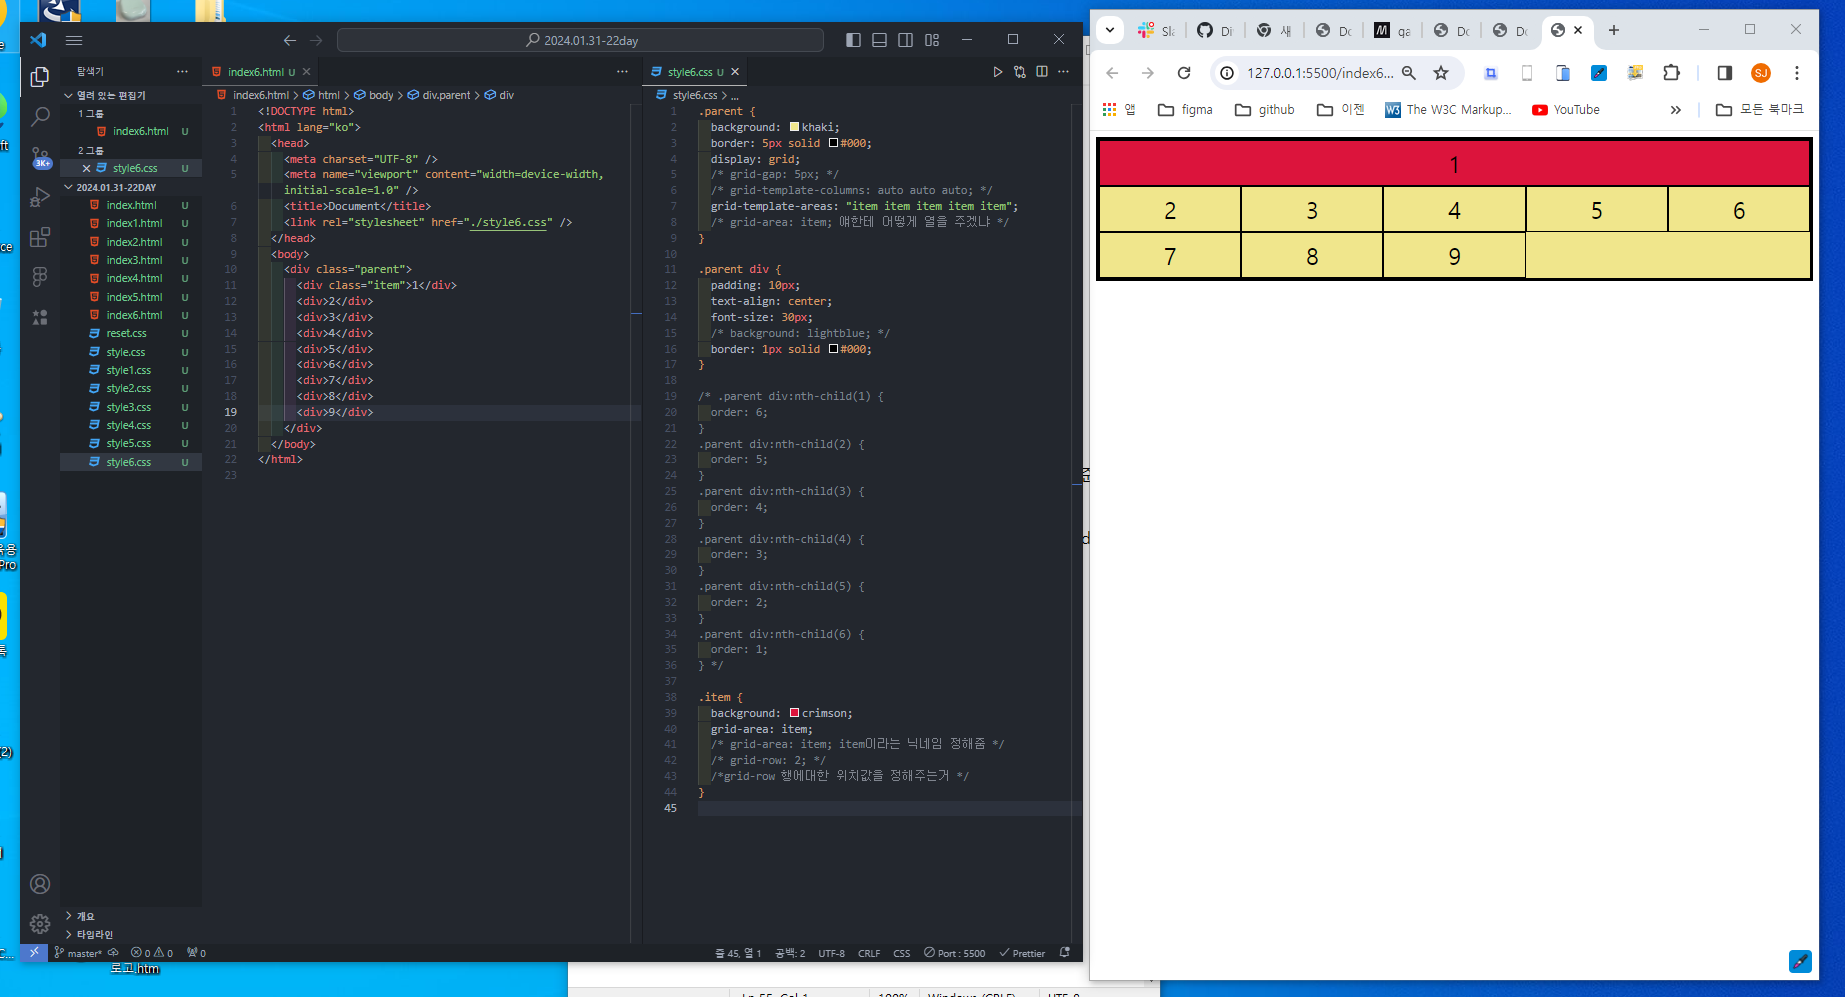 2024.01.31-22day
탐색기
열려 있는 편집기
1 그룹
index6.html U
2 그룹
style6.css U
2024.01.31-22DAY
index.html U
index1.html U
index2.html U
index3.html U
index4.html U
index5.html U
index6.html U
reset.css U
style.css U
style1.css U
style2.css U
style3.css U
style4.css U
style5.css U
style6.css U
개요
타임라인
3K+
index6.html U
index6.html > html > body > div.parent > div
1 <!DOCTYPE html>
2 <html lang="ko">
3 <head>
4 <meta charset="UTF-8" />
5 <meta name="viewport" content="width=device-width,
initial-scale=1.0" />
6 <title>Document</title>
7 <link rel="stylesheet" href="./style6.css" />
8 </head>
9 <body>
10 <div class="parent">
11 <div class="item">1</div>
12 <div>2</div>
13 <div>3</div>
14 <div>4</div>
15 <div>5</div>
16 <div>6</div>
17 <div>7</div>
18 <div>8</div>
19 <div>9</div>
20 </div>
21 </body>
22 </html>
23
style6.css U
style6.css > ...
1 .parent {
2 background: khaki;
3 border: 5px solid #000;
4 display: grid;
5 /* grid-gap: 5px; */
6 /* grid-template-columns: auto auto auto; */
7 grid-template-areas: "item item item item item";
8 /* grid-area: item; 얘한테 어떻게 열을 주겠냐 */
9 }
10
11 .parent div {
12 padding: 10px;
13 text-align: center;
14 font-size: 30px;
15 /* background: lightblue; */
16 border: 1px solid #000;
17 }
18
19 /* .parent div:nth-child(1) {
20 order: 6;
21 }
22 .parent div:nth-child(2) {
23 order: 5;
24 }
25 .parent div:nth-child(3) {
26 order: 4;
27 }
28 .parent div:nth-child(4) {
29 order: 3;
30 }
31 .parent div:nth-child(5) {
32 order: 2;
33 }
34 .parent div:nth-child(6) {
35 order: 1;
36 } */
37
38 .item {
39 background: crimson;
40 grid-area: item;
41 /* grid-area: item; item이라는 닉네임 정해줌 */
42 /* grid-row: 2; */
43 /*grid-row 행에대한 위치값을 정해주는거 */
44 }
45
master* 0 0 0
줄 45, 열 1 공백: 2 UTF-8 CRLF CSS Port : 5500 Prettier
로고.htm
Sla Di 새 Do qa Do Do
127.0.0.1:5500/index6... SJ
앱 figma github 이젠 The W3C Markup... YouTube » 모든 북마크
1
2 3 4 5 6
7 8 9
Pro
(2)